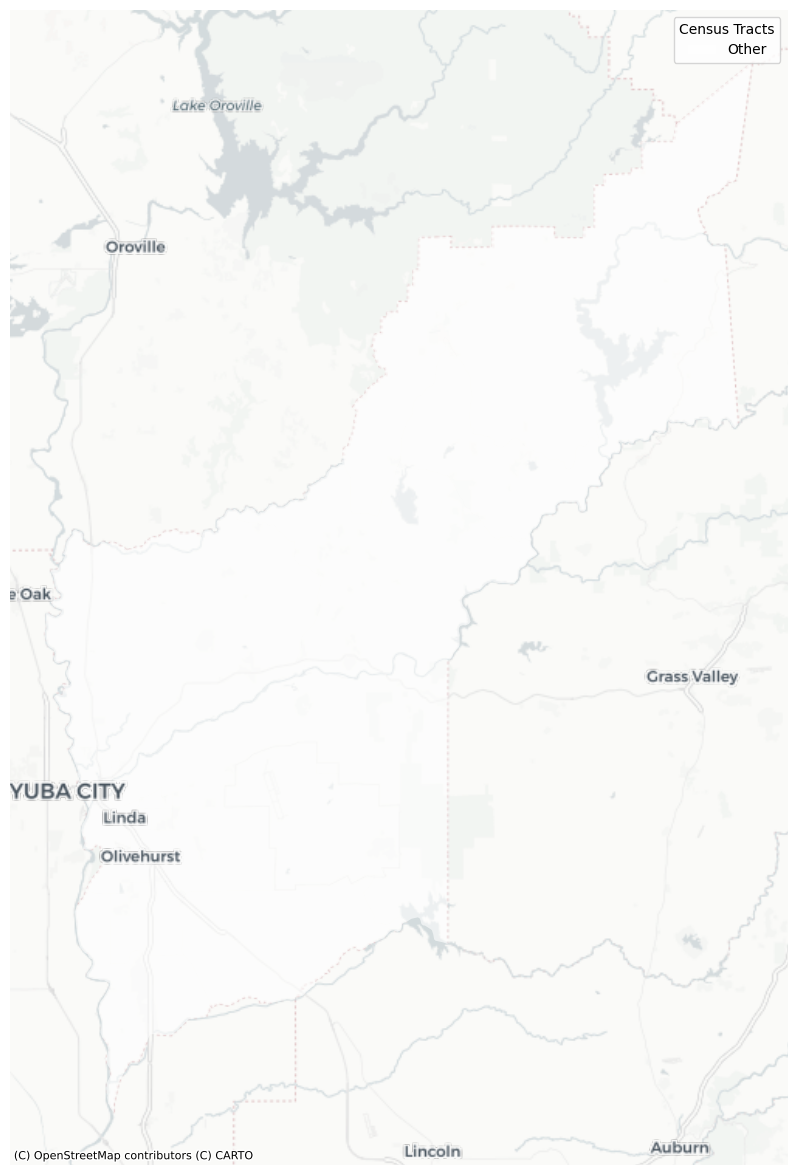 Census Tracts
Other
Lake Oroville
Oroville
e Oak
Grass Valley
YUBA CITY
Linda
Olivehurst
Lincoln
Auburn
(C) OpenStreetMap contributors (C) CARTO